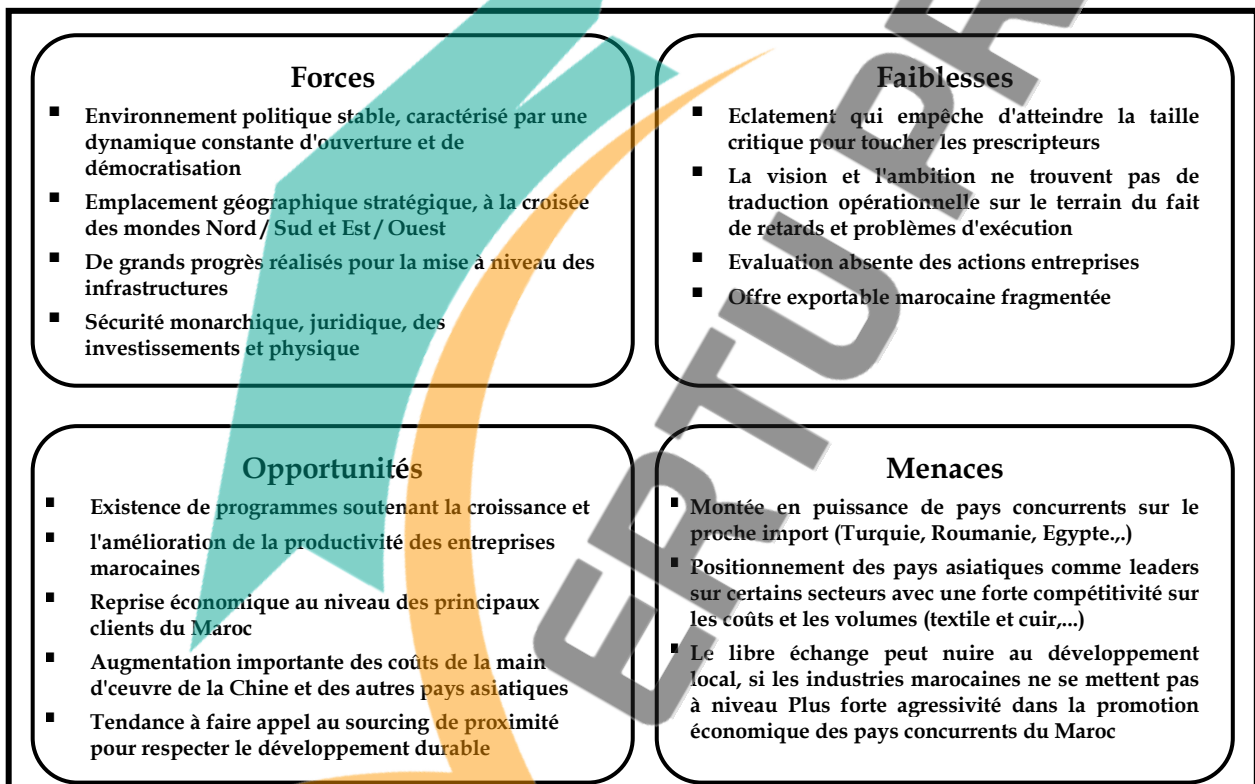 Forces
▪ Environnement politique stable, caractérisé par une
dynamique constante d'ouverture et de
démocratisation
▪ Emplacement géographique stratégique, à la croisée
des mondes Nord / Sud et Est / Ouest
▪ De grands progrès réalisés pour la mise à niveau des
infrastructures
▪ Sécurité monarchique, juridique, des
investissements et physique
Faiblesses
▪ Eclatement qui empêche d'atteindre la taille
critique pour toucher les prescripteurs
▪ La vision et l'ambition ne trouvent pas de
traduction opérationnelle sur le terrain du fait
de retards et problèmes d'exécution
▪ Evaluation absente des actions entreprises
▪ Offre exportable marocaine fragmentée
Opportunités
▪ Existence de programmes soutenant la croissance et
▪ l'amélioration de la productivité des entreprises
marocaines
▪ Reprise économique au niveau des principaux
clients du Maroc
▪ Augmentation importante des coûts de la main
d'œuvre de la Chine et des autres pays asiatiques
▪ Tendance à faire appel au sourcing de proximité
pour respecter le développement durable
Menaces
▪ Montée en puissance de pays concurrents sur le
proche import (Turquie, Roumanie, Egypte.,.)
▪ Positionnement des pays asiatiques comme leaders
sur certains secteurs avec une forte compétitivité sur
les coûts et les volumes (textile et cuir,...)
▪ Le libre échange peut nuire au développement
local, si les industries marocaines ne se mettent pas
à niveau Plus forte agressivité dans la promotion
économique des pays concurrents du Maroc
ERTU PR